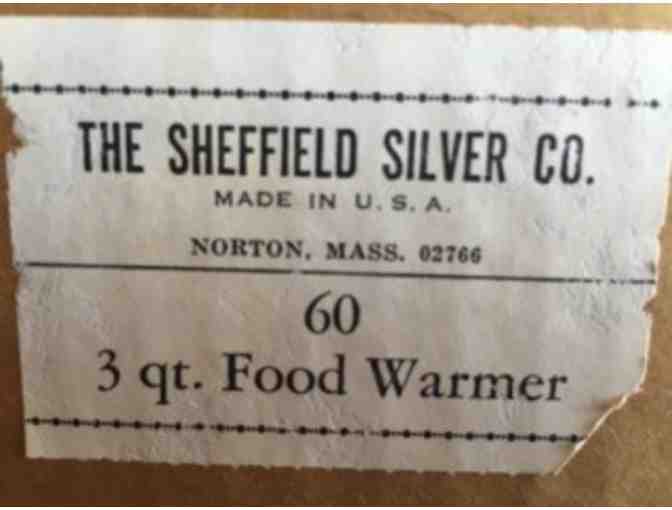 THE SHEFFIELD SILVER CO.
MADE IN U.S.A.
NORTON, MASS. 02766
60
3 qt. Food Warmer